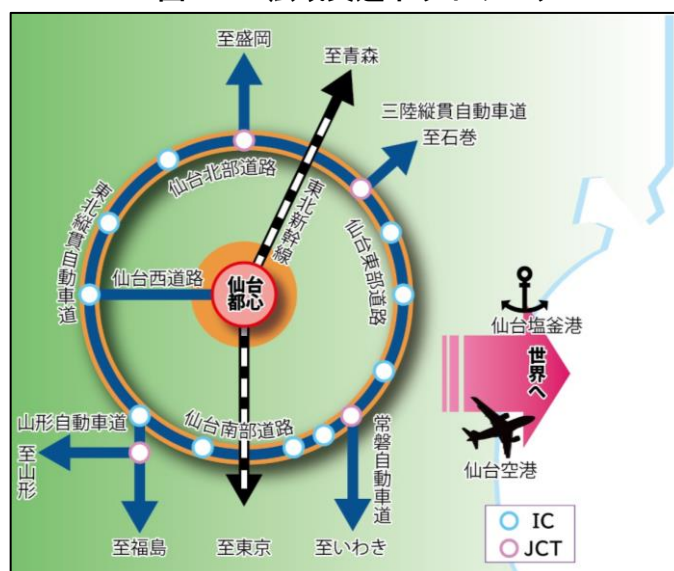 至盛岡
至青森
三陸縦貫自動車道
至石巻
仙台北部道路
東北新幹線
東北縦貫自動車道
仙台東部道路
仙台西道路
仙台
都心
仙台塩釜港
世界へ
仙台空港
仙台南部道路
山形自動車道
至山形
常磐自動車道
至福島
至東京
至いわき
IC
JCT